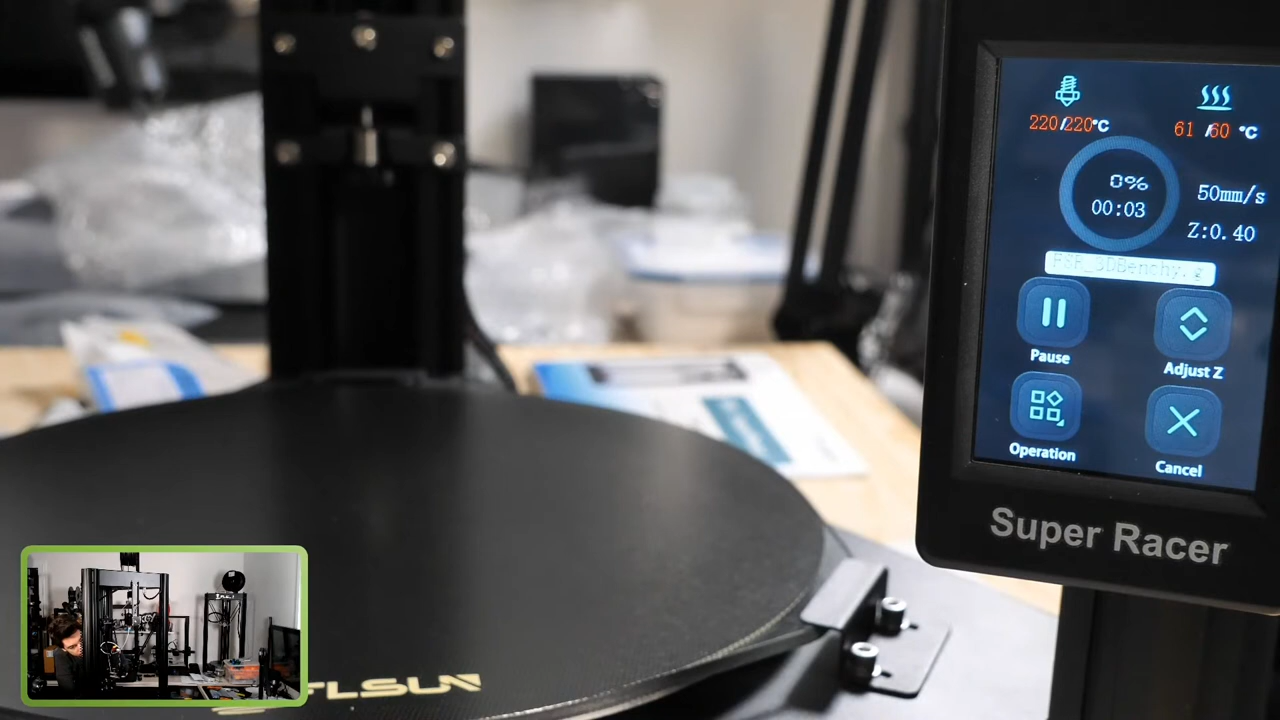 220/220°C
61 /60 °C
0%
00:03
50mm/s
Z:0.40
Pause
Adjust Z
Operation
Cancel
Super Racer
FLSUN